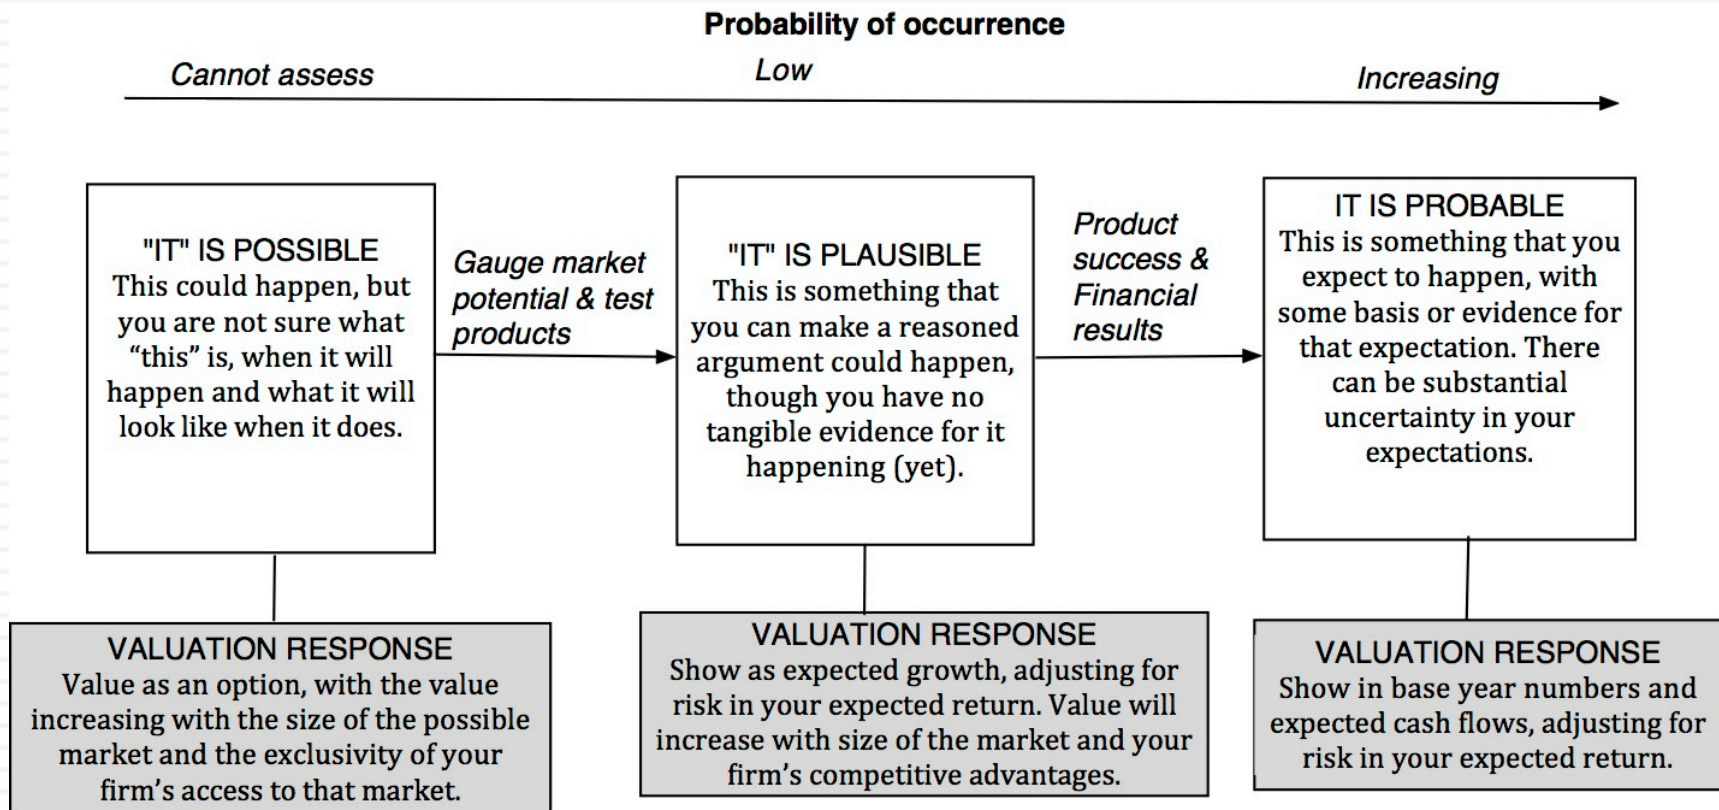 Probability of occurrence
Cannot assess
Low
Increasing
"IT" IS POSSIBLE
This could happen, but
you are not sure what
“this” is, when it will
happen and what it will
look like when it does.
Gauge market
potential & test
products
"IT" IS PLAUSIBLE
This is something that
you can make a reasoned
argument could happen,
though you have no
tangible evidence for it
happening (yet).
Product
success &
Financial
results
IT IS PROBABLE
This is something that you
expect to happen, with
some basis or evidence for
that expectation. There
can be substantial
uncertainty in your
expectations.
VALUATION RESPONSE
Value as an option, with the value
increasing with the size of the possible
market and the exclusivity of your
firm’s access to that market.
VALUATION RESPONSE
Show as expected growth, adjusting for
risk in your expected return. Value will
increase with size of the market and your
firm’s competitive advantages.
VALUATION RESPONSE
Show in base year numbers and
expected cash flows, adjusting for
risk in your expected return.